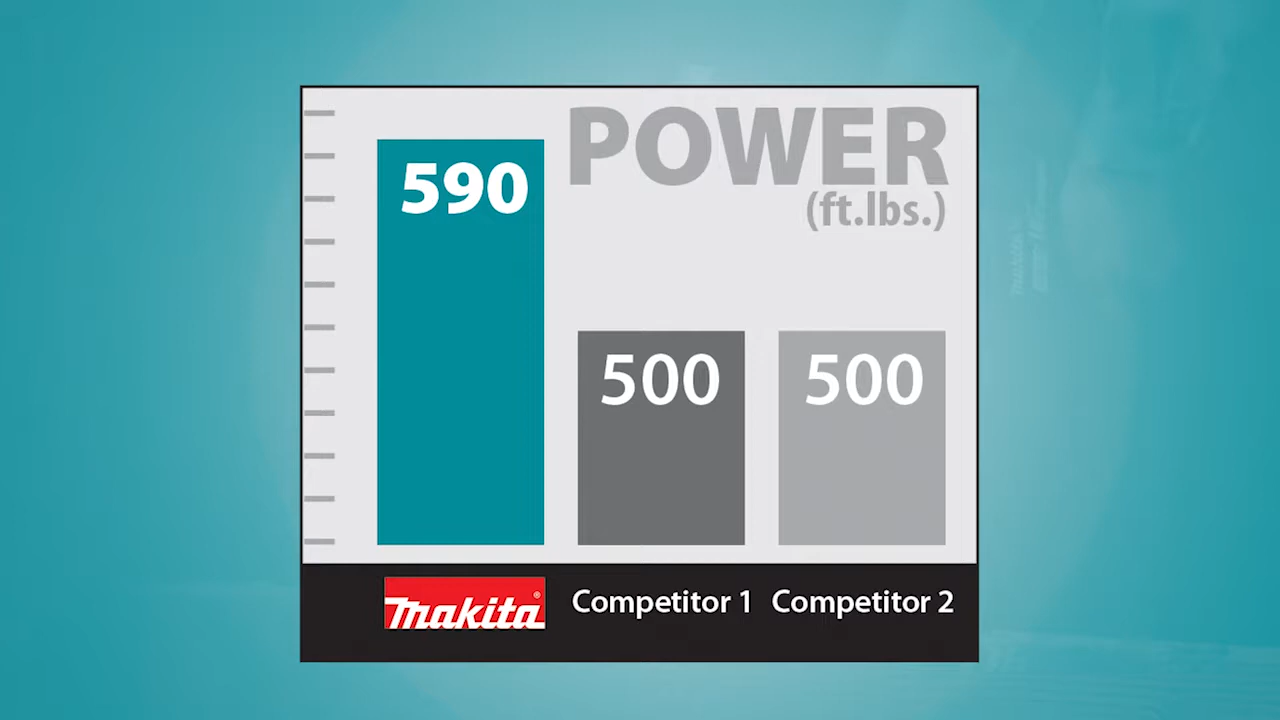 POWER
(ft.lbs.)
590
500
500
makita®
Competitor 1
Competitor 2